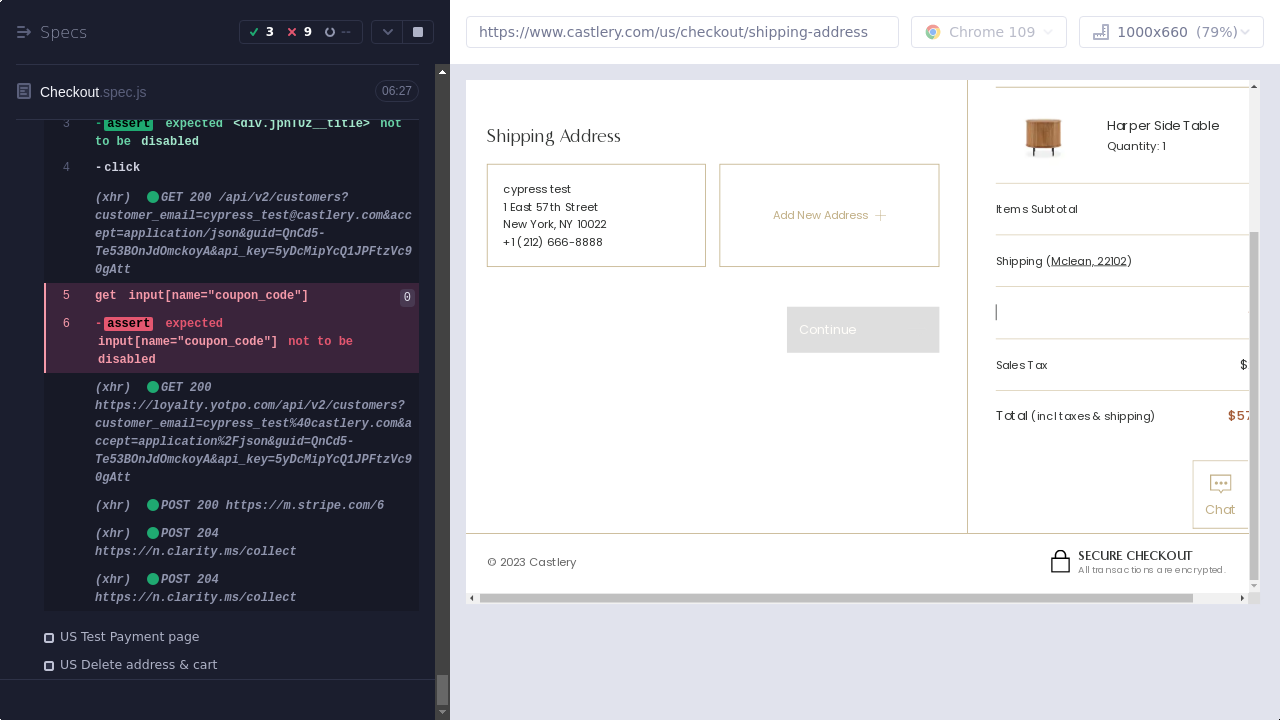 Specs
3
9
--
Checkout.spec.js
06:27
3 -assert expected <div.jphT0z__title> not
to be disabled
4 -click
(xhr) GET 200 /api/v2/customers?
customer_email=cypress_test@castlery.com&acc
ept=application/json&guid=QnCd5-
Te53BOnJdOmckoyA&api_key=5yDcMipYcQ1JPFtzVc9
0gAtt
5 get input[name="coupon_code"] 0
6 -assert expected
input[name="coupon_code"] not to be
disabled
(xhr) GET 200
https://loyalty.yotpo.com/api/v2/customers?
customer_email=cypress_test%40castlery.com&a
ccept=application%2Fjson&guid=QnCd5-
Te53BOnJdOmckoyA&api_key=5yDcMipYcQ1JPFtzVc9
0gAtt
(xhr) POST 200 https://m.stripe.com/6
(xhr) POST 204
https://n.clarity.ms/collect
(xhr) POST 204
https://n.clarity.ms/collect
US Test Payment page
US Delete address & cart
https://www.castlery.com/us/checkout/shipping-address
Chrome 109
1000x660 (79%)
Shipping Address
cypress test
1 East 57th Street
New York, NY 10022
+1 (212) 666-8888
Add New Address
Continue
Harper Side Table
Quantity: 1
Items Subtotal
Shipping (Mclean, 22102)
Sales Tax $
Total (incl taxes & shipping) $57
Chat
© 2023 Castlery
SECURE CHECKOUT
All transactions are encrypted.